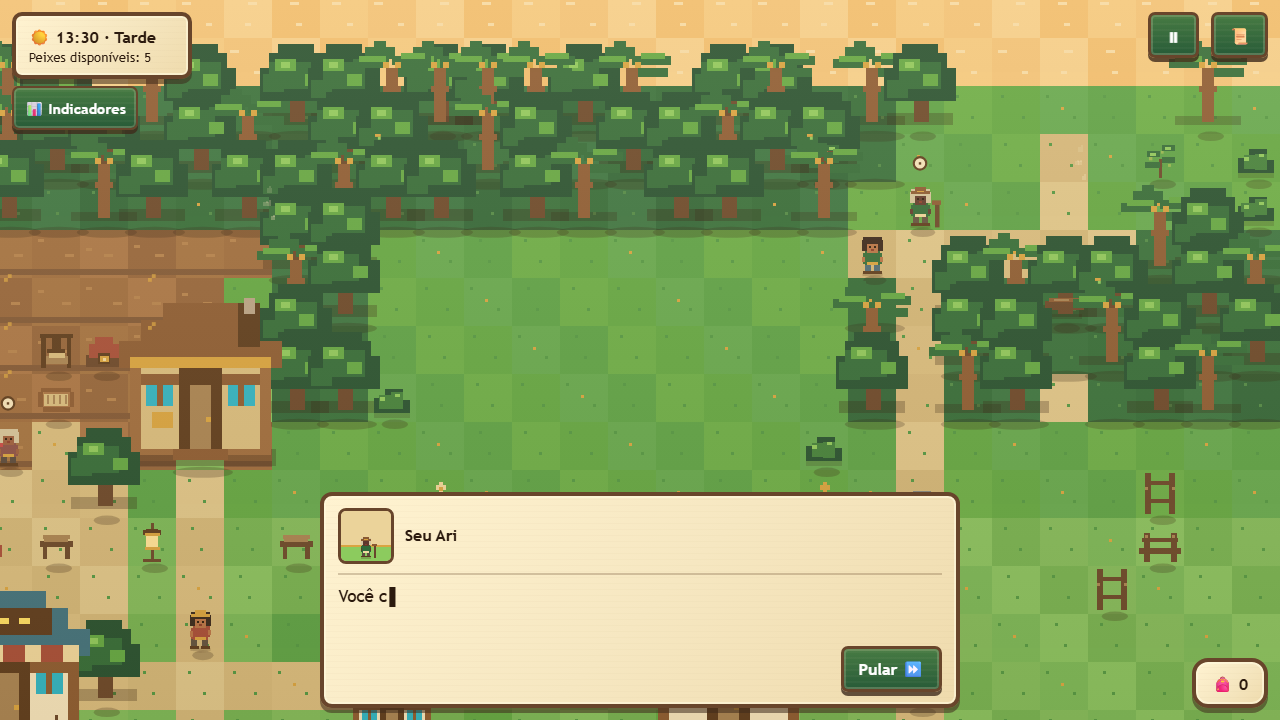 13:30 · Tarde
Peixes disponíveis: 5
Indicadores
Seu Ari
Você c
Pular
0